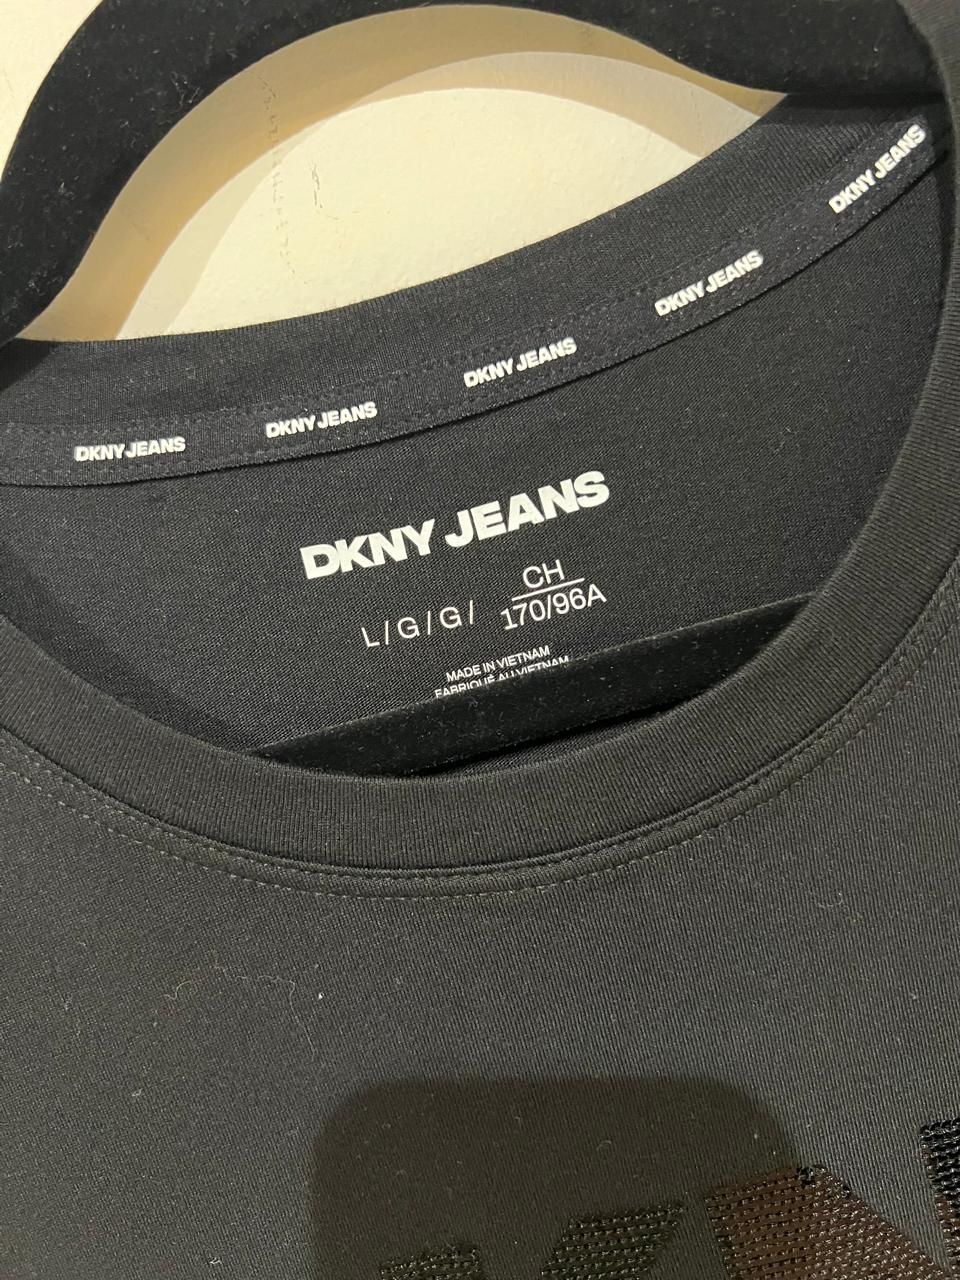 DKNY JEANS
DKNY JEANS
DKNY JEANS
DKNY JEANS
DKNY JEANS
DKNY JEANS
L/G/G/ CH
170/96A
MADE IN VIETNAM
FABRIQUÉ AU VIETNAM